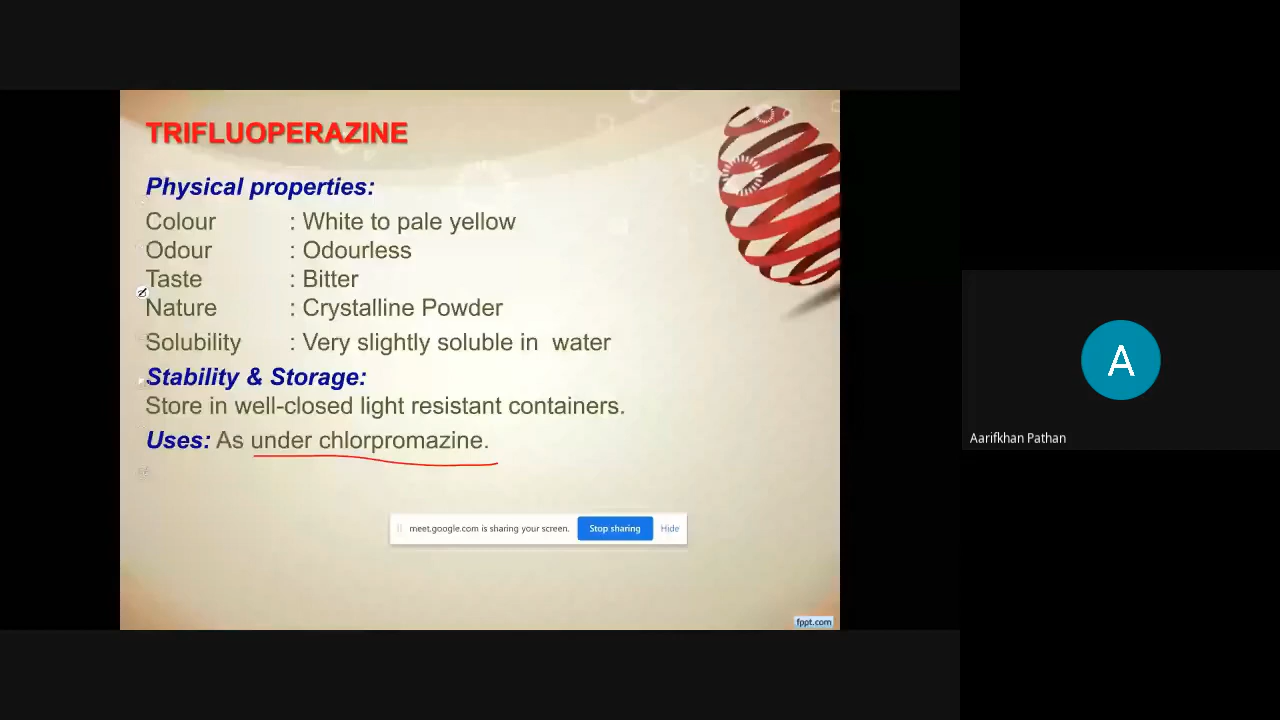 TRIFLUOPERAZINE
Physical properties:
Colour : White to pale yellow
Odour : Odourless
Taste : Bitter
Nature : Crystalline Powder
Solubility : Very slightly soluble in water
Stability & Storage:
Store in well-closed light resistant containers.
Uses: As under chlorpromazine.
meet.google.com is sharing your screen. Stop sharing Hide
fppt.com
A
Aarifkhan Pathan